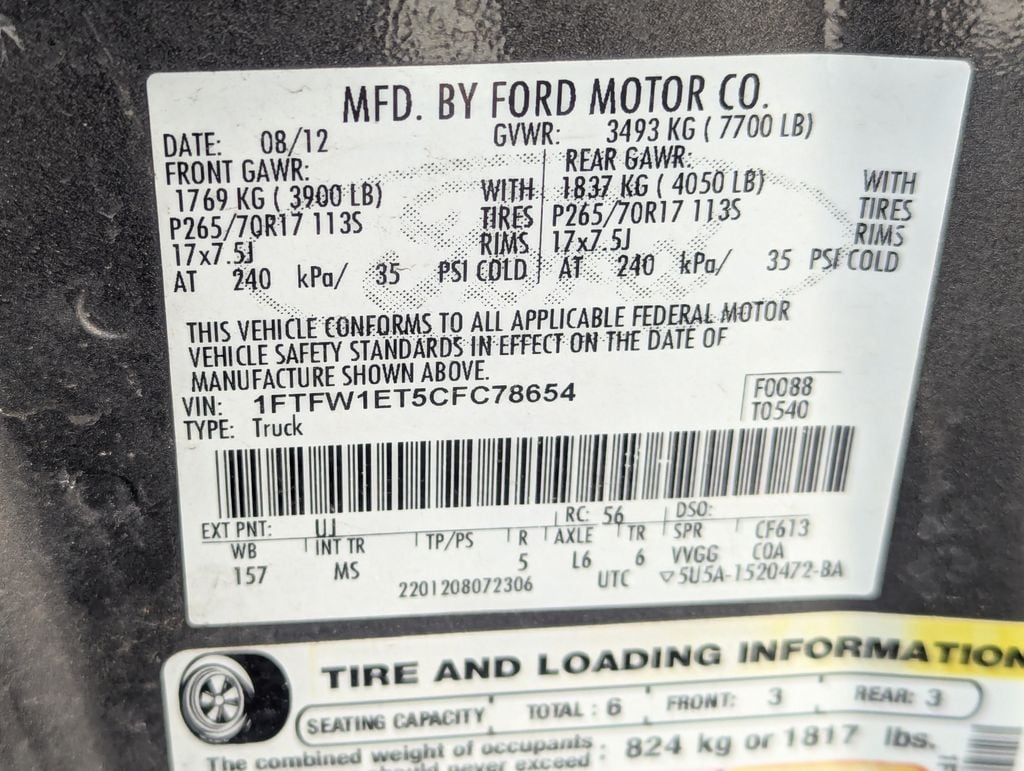 MFD. BY FORD MOTOR CO.
DATE: 08/12 GVWR: 3493 KG ( 7700 LB)
FRONT GAWR: REAR GAWR:
1769 KG ( 3900 LB) WITH 1837 KG ( 4050 LB) WITH
P265/70R17 113S TIRES P265/70R17 113S TIRES
17x7.5J RIMS 17x7.5J RIMS
AT 240 kPa/ 35 PSI COLD AT 240 kPa/ 35 PSI COLD
THIS VEHICLE CONFORMS TO ALL APPLICABLE FEDERAL MOTOR
VEHICLE SAFETY STANDARDS IN EFFECT ON THE DATE OF
MANUFACTURE SHOWN ABOVE.
VIN: 1FTFW1ET5CFC78654 F0088
TYPE: Truck T0540
EXT PNT: UJ RC: 56 DSO:
WB INT TR TP/PS R AXLE TR SPR CF613
157 MS 5 L6 6 VVGG COA
2201208072306 UTC ▽5U5A-1520472-BA
TIRE AND LOADING INFORMATION
SEATING CAPACITY TOTAL : 6 FRONT: 3 REAR: 3
The combined weight of occupants : 824 kg or 1817 lbs.
should never exceed